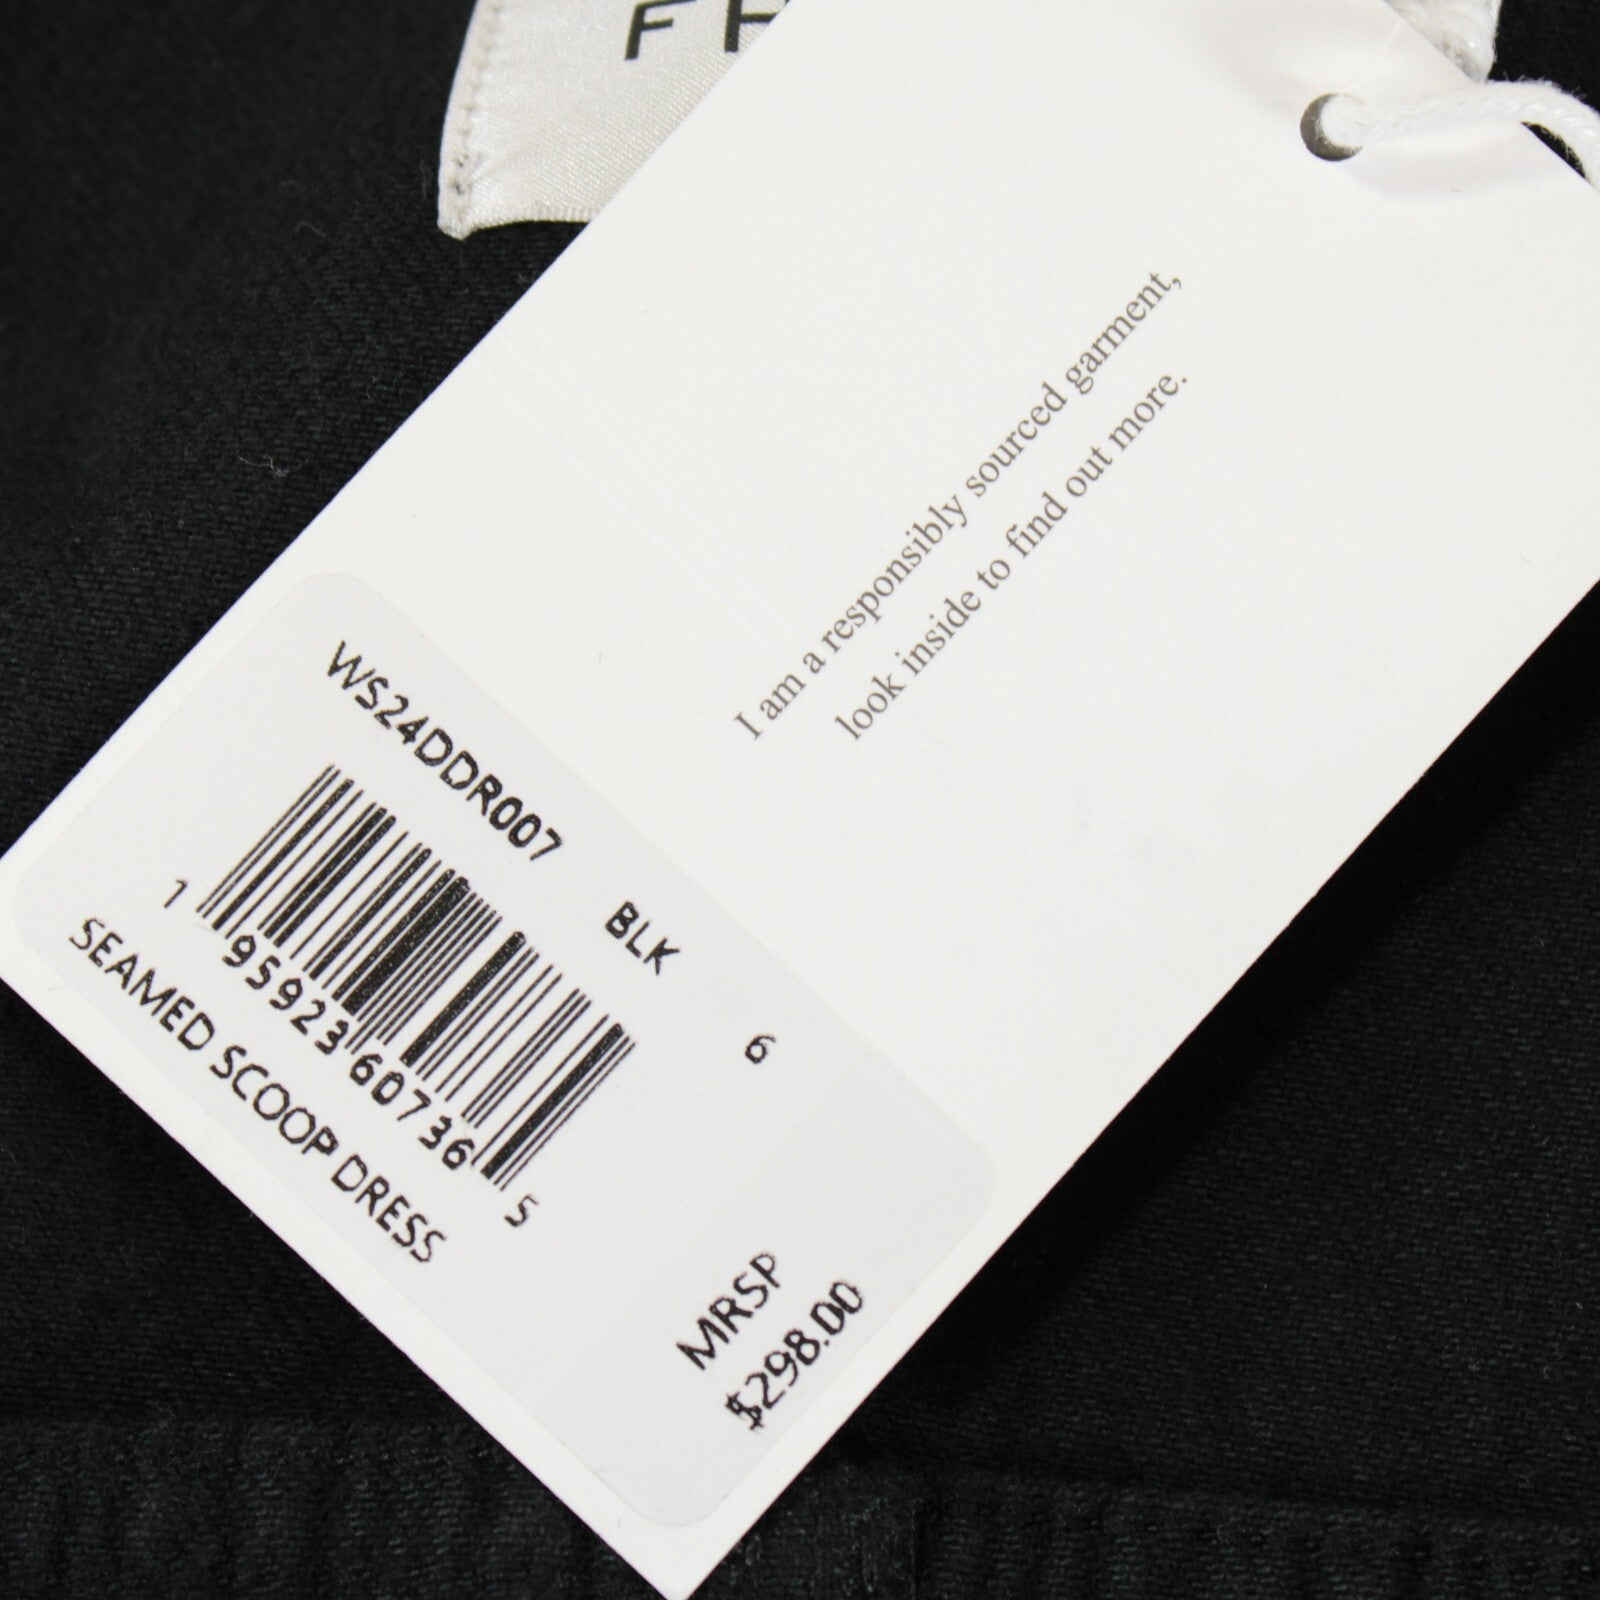 I am a responsibly sourced garment,
look inside to find out more.
WS24DDR007 BLK 6
1 95923 60736 5
SEAMED SCOOP DRESS
MRSP
$298.00